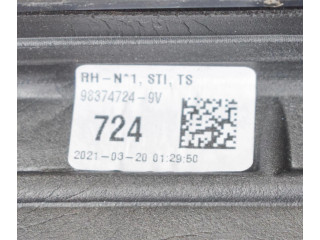 RH-N°1, STI, TS
98374724-9V
724
2021-03-20 01:29:50